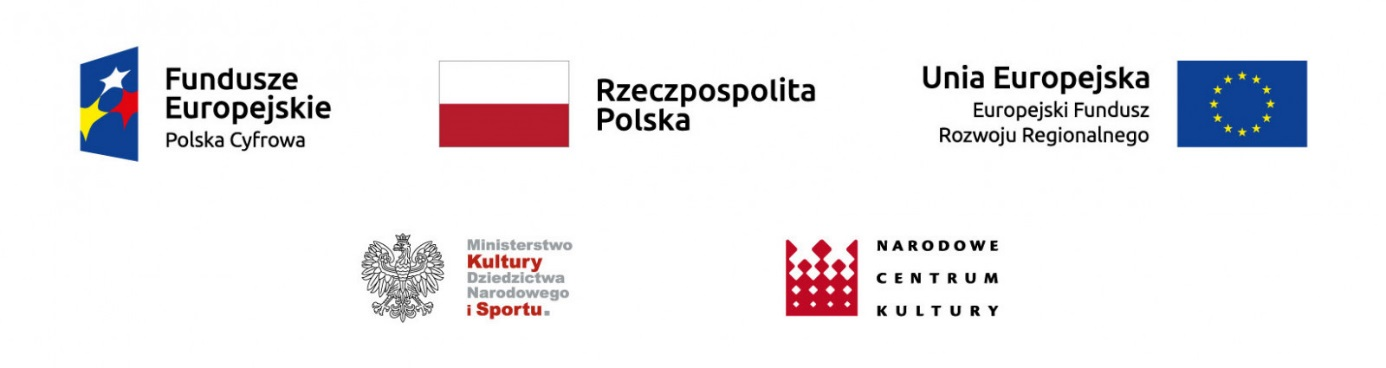 Fundusze
Europejskie
Polska Cyfrowa
Rzeczpospolita
Polska
Unia Europejska
Europejski Fundusz
Rozwoju Regionalnego
Ministerstwo
Kultury
Dziedzictwa
Narodowego
i Sportu.
NARODOWE
CENTRUM
KULTURY